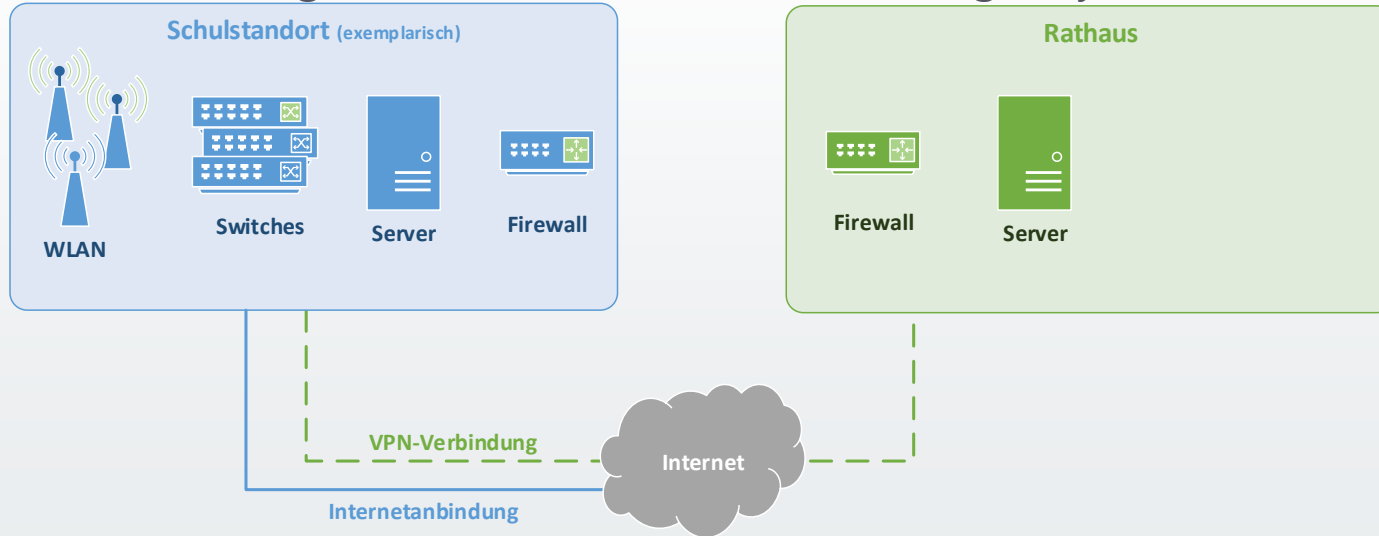 Schulstandort (exemplarisch)
Rathaus
WLAN
Switches
Server
Firewall
Firewall
Server
VPN-Verbindung
Internet
Internetanbindung